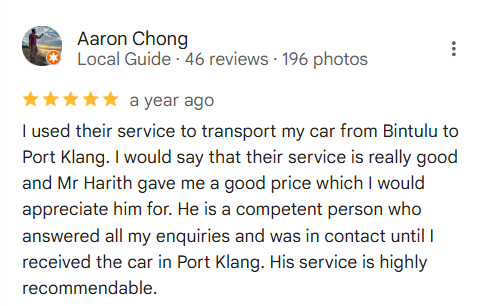 Aaron Chong
Local Guide · 46 reviews · 196 photos
a year ago
I used their service to transport my car from Bintulu to
Port Klang. I would say that their service is really good
and Mr Harith gave me a good price which I would
appreciate him for. He is a competent person who
answered all my enquiries and was in contact until I
received the car in Port Klang. His service is highly
recommendable.